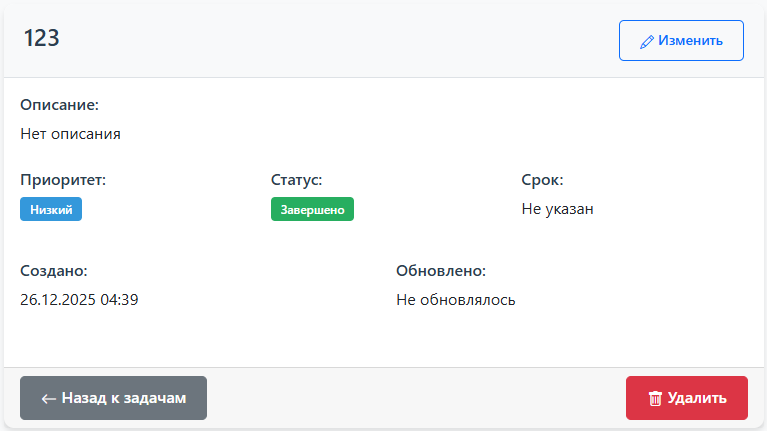 123
Изменить
Описание:
Нет описания
Приоритет: Статус: Срок:
Низкий Завершено Не указан
Создано: Обновлено:
26.12.2025 04:39 Не обновлялось
← Назад к задачам Удалить